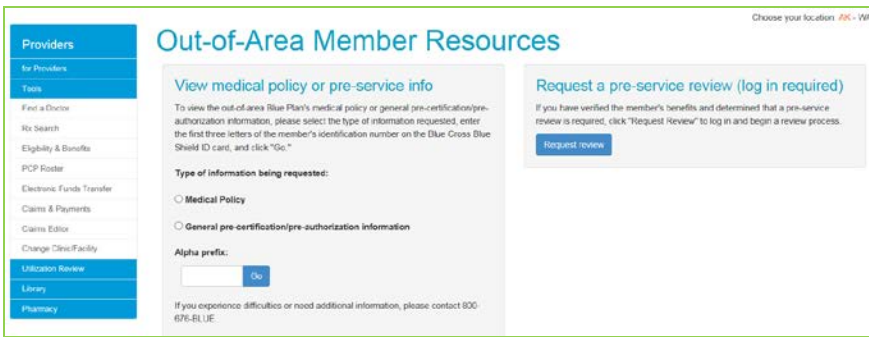 Choose your location: AK - WA
Providers
for Providers
Tools
Find a Doctor
Rx Search
Eligibility & Benefits
PCP Roster
Electronic Funds Transfer
Claims & Payments
Claims Editor
Change Clinic/Facility
Utilization Review
Library
Pharmacy
Out-of-Area Member Resources
View medical policy or pre-service info
To view the out-of-area Blue Plan's medical policy or general pre-certification/pre-
authorization information, please select the type of information requested, enter
the first three letters of the member's identification number on the Blue Cross Blue
Shield ID card, and click "Go."
Type of information being requested:
Medical Policy
General pre-certification/pre-authorization information
Alpha prefix:
Go
If you experience difficulties or need additional information, please contact 800-
676-BLUE.
Request a pre-service review (log in required)
If you have verified the member's benefits and determined that a pre-service
review is required, click "Request Review" to log in and begin a review process.
Request review